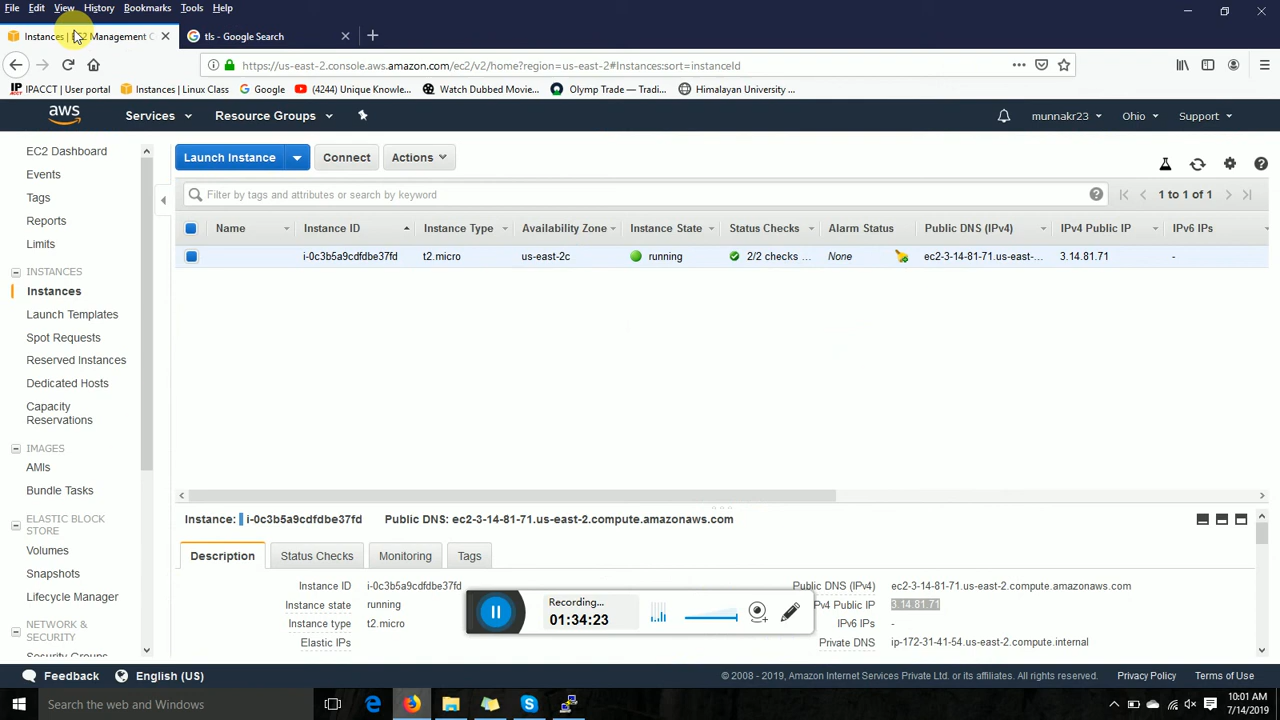 File Edit View History Bookmarks Tools Help
Instances | EC2 Management C
tls - Google Search
https://us-east-2.console.aws.amazon.com/ec2/v2/home?region=us-east-2#Instances:sort=instanceId
IPACCT | User portal Instances | Linux Class Google (4244) Unique Knowle... Watch Dubbed Movie... Olymp Trade — Tradi... Himalayan University ...
aws Services Resource Groups munnakr23 Ohio Support
EC2 Dashboard
Events
Tags
Reports
Limits
INSTANCES
Instances
Launch Templates
Spot Requests
Reserved Instances
Dedicated Hosts
Capacity
Reservations
IMAGES
AMIs
Bundle Tasks
ELASTIC BLOCK
STORE
Volumes
Snapshots
Lifecycle Manager
NETWORK &
SECURITY
Security Groups
Launch Instance Connect Actions
Filter by tags and attributes or search by keyword
1 to 1 of 1
Name Instance ID Instance Type Availability Zone Instance State Status Checks Alarm Status Public DNS (IPv4) IPv4 Public IP IPv6 IPs
i-0c3b5a9cdfdbe37fd t2.micro us-east-2c running 2/2 checks ... None ec2-3-14-81-71.us-east-... 3.14.81.71 -
Instance: i-0c3b5a9cdfdbe37fd Public DNS: ec2-3-14-81-71.us-east-2.compute.amazonaws.com
Description Status Checks Monitoring Tags
Instance ID i-0c3b5a9cdfdbe37fd Public DNS (IPv4) ec2-3-14-81-71.us-east-2.compute.amazonaws.com
Instance state running Pv4 Public IP 3.14.81.71
Instance type t2.micro IPv6 IPs -
Elastic IPs Private DNS ip-172-31-41-54.us-east-2.compute.internal
Recording...
01:34:23
Feedback English (US) © 2008 - 2019, Amazon Internet Services Private Ltd. or its affiliates. All rights reserved. Privacy Policy Terms of Use
Search the web and Windows
10:01 AM
7/14/2019